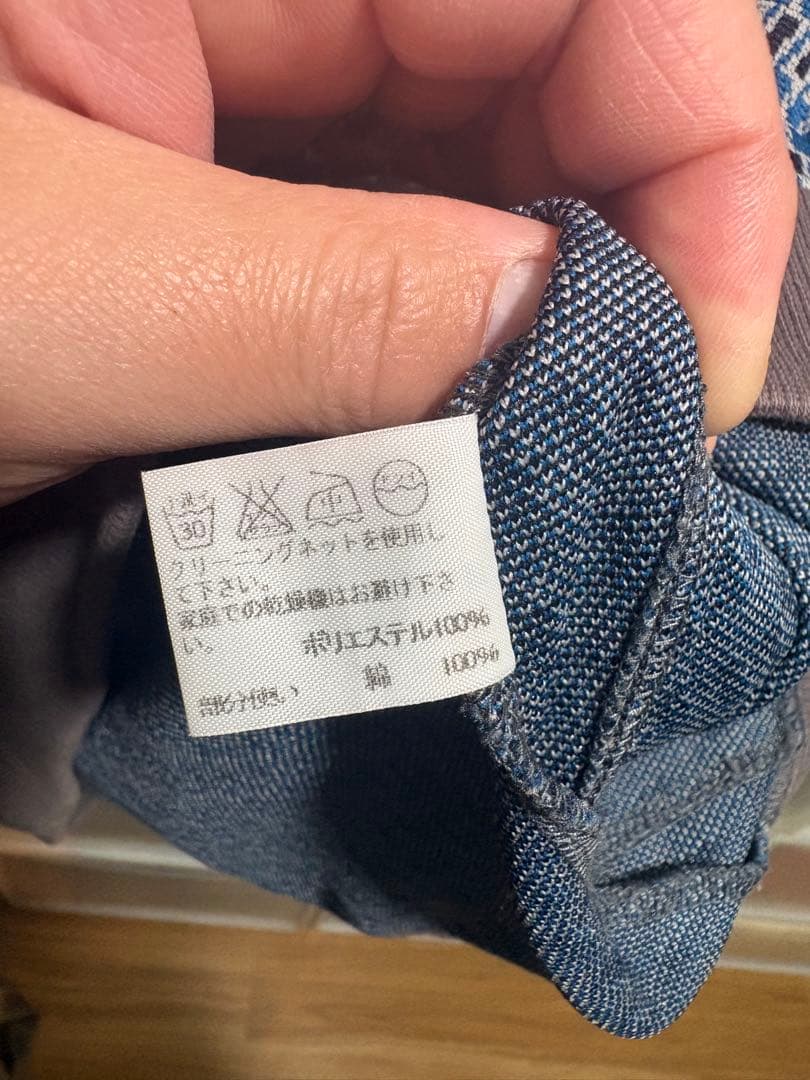 30 中
クリーニングネットを使用し
て下さい。
家庭での乾燥機はお避け下さ
い。
ポリエステル100%
部分使い 綿 100%